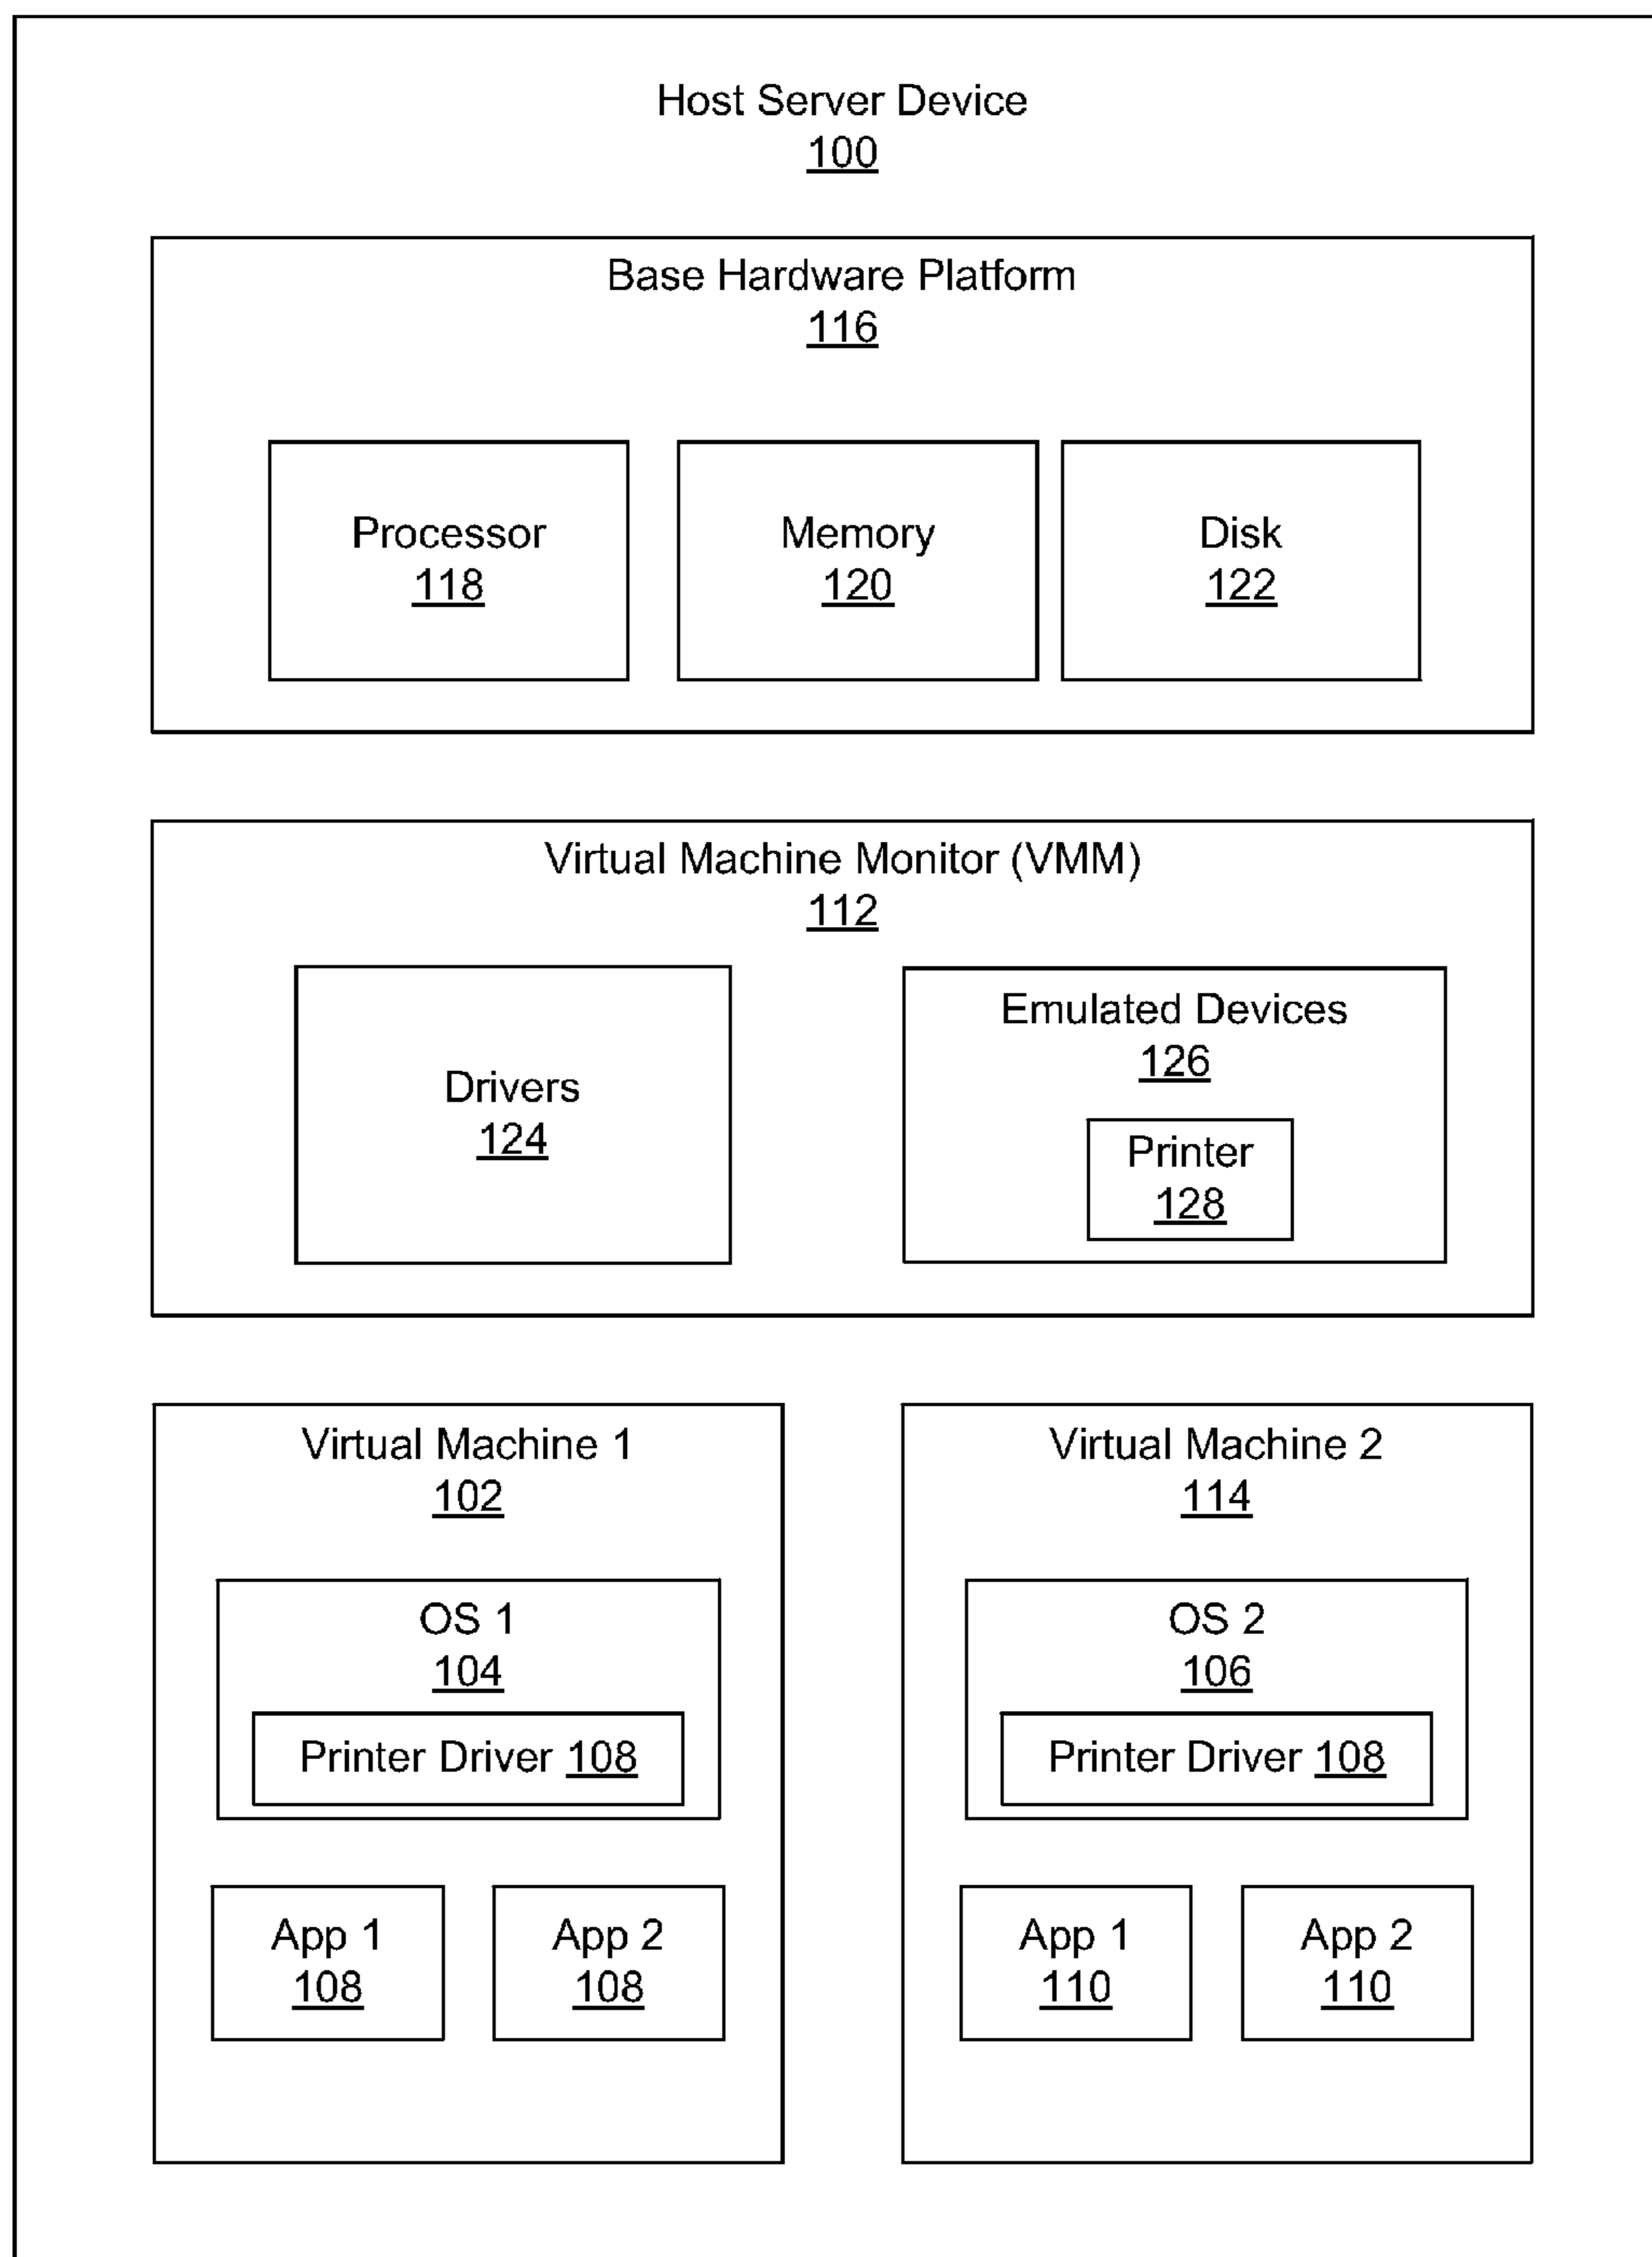 Host Server Device
100
Base Hardware Platform
116
Processor
118
Memory
120
Disk
122
Virtual Machine Monitor (VMM)
112
Drivers
124
Emulated Devices
126
Printer
128
Virtual Machine 1
102
OS 1
104
Printer Driver 108
App 1
108
App 2
108
Virtual Machine 2
114
OS 2
106
Printer Driver 108
App 1
110
App 2
110